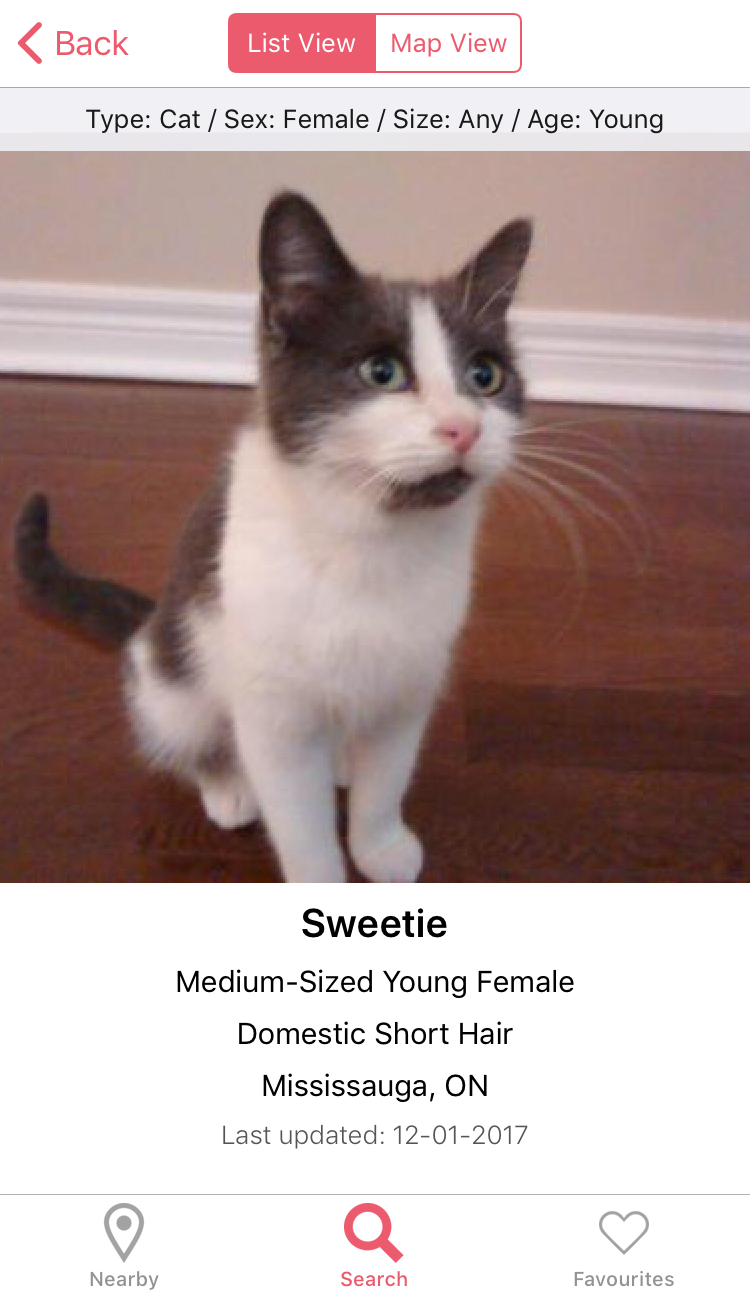 Back
List View
Map View
Type: Cat / Sex: Female / Size: Any / Age: Young
Sweetie
Medium-Sized Young Female
Domestic Short Hair
Mississauga, ON
Last updated: 12-01-2017
Nearby
Search
Favourites